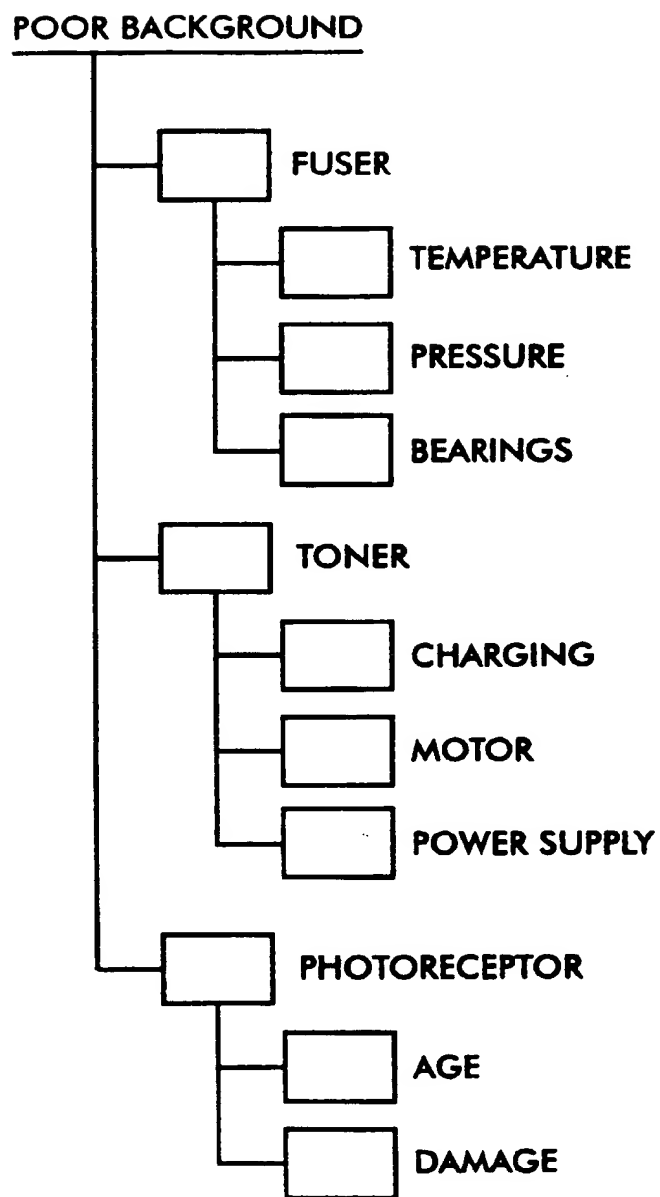 POOR BACKGROUND
FUSER
TEMPERATURE
PRESSURE
BEARINGS
TONER
CHARGING
MOTOR
POWER SUPPLY
PHOTORECEPTOR
AGE
DAMAGE